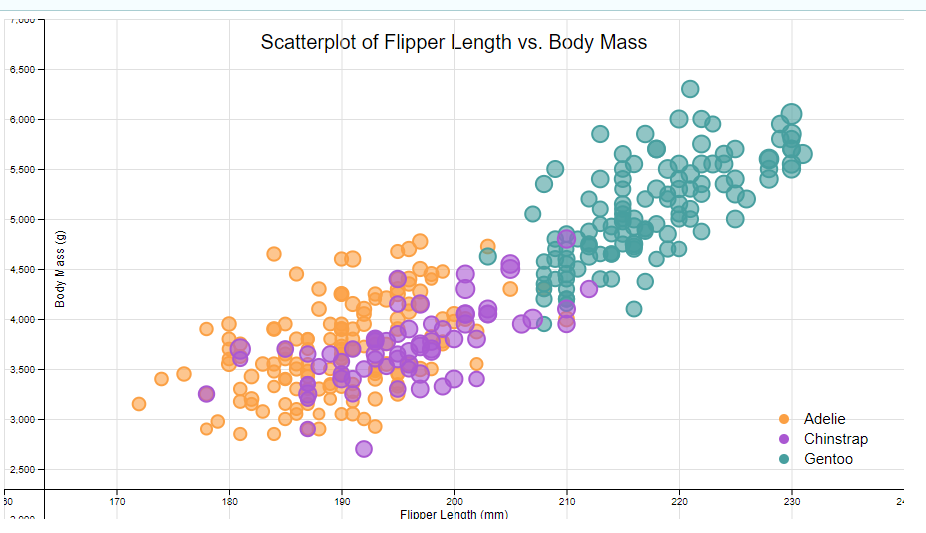 7,000
Scatterplot of Flipper Length vs. Body Mass
6,500
6,000
5,500
5,000
Body Mass (g)
4,500
4,000
3,500
3,000
2,500
Adelie
Chinstrap
Gentoo
170 180 190 200 210 220 230
Flipper Length (mm)